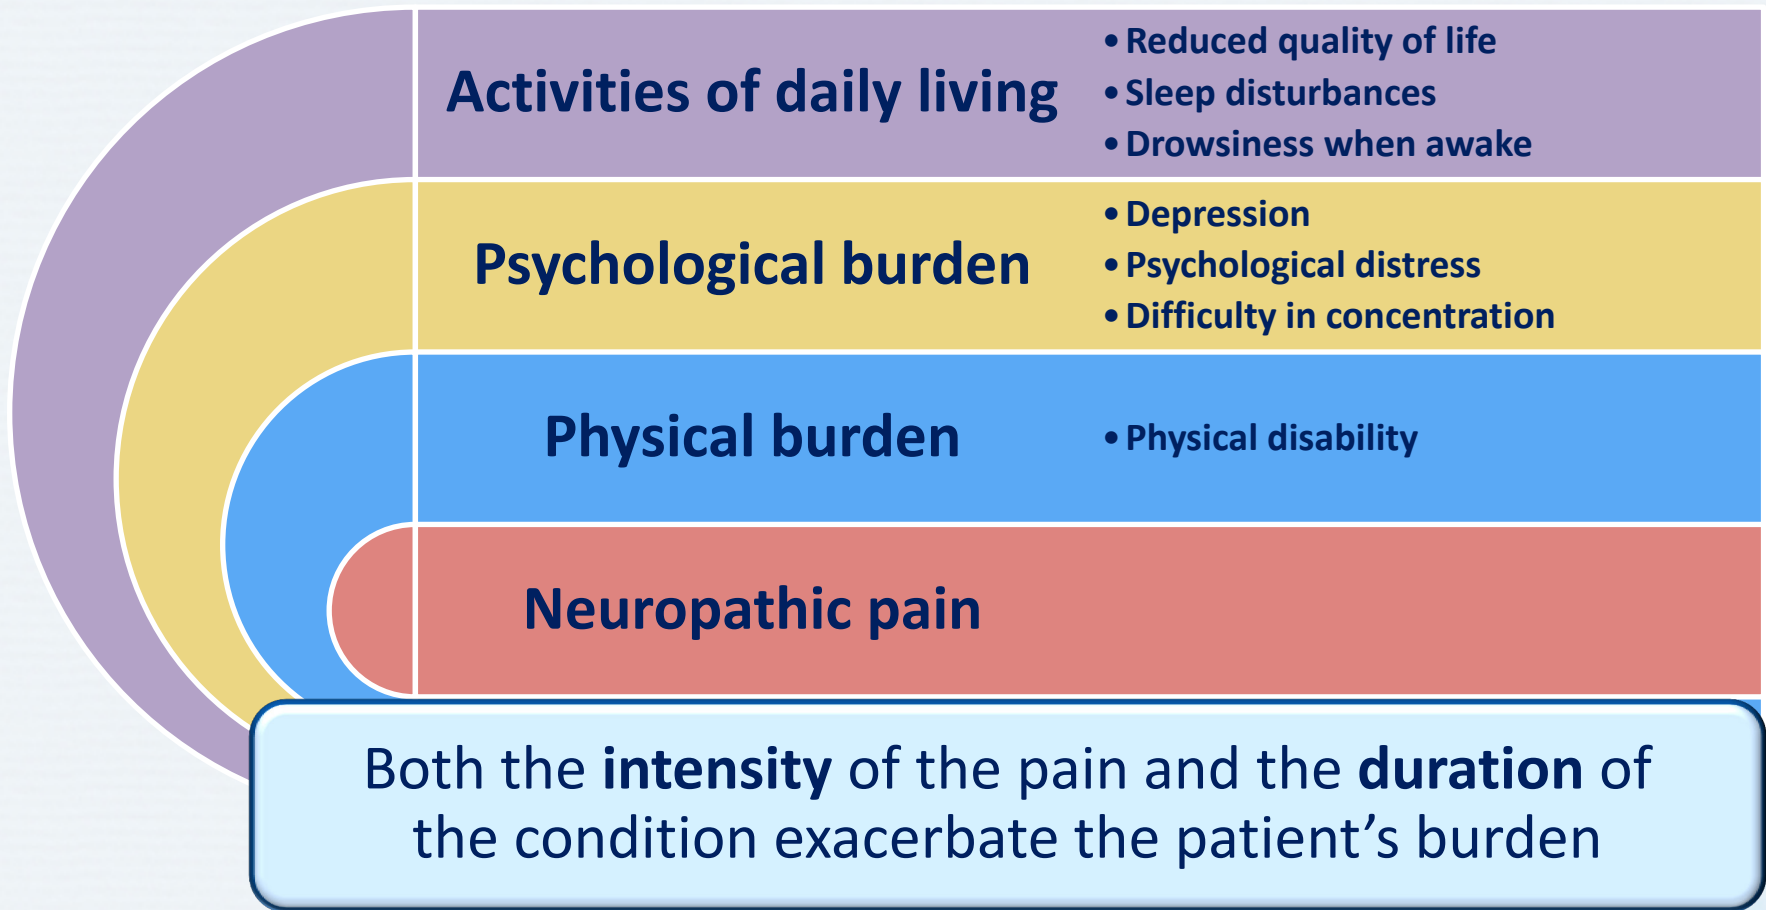 Activities of daily living
• Reduced quality of life
• Sleep disturbances
• Drowsiness when awake
Psychological burden
• Depression
• Psychological distress
• Difficulty in concentration
Physical burden
• Physical disability
Neuropathic pain
Both the intensity of the pain and the duration of
the condition exacerbate the patient’s burden